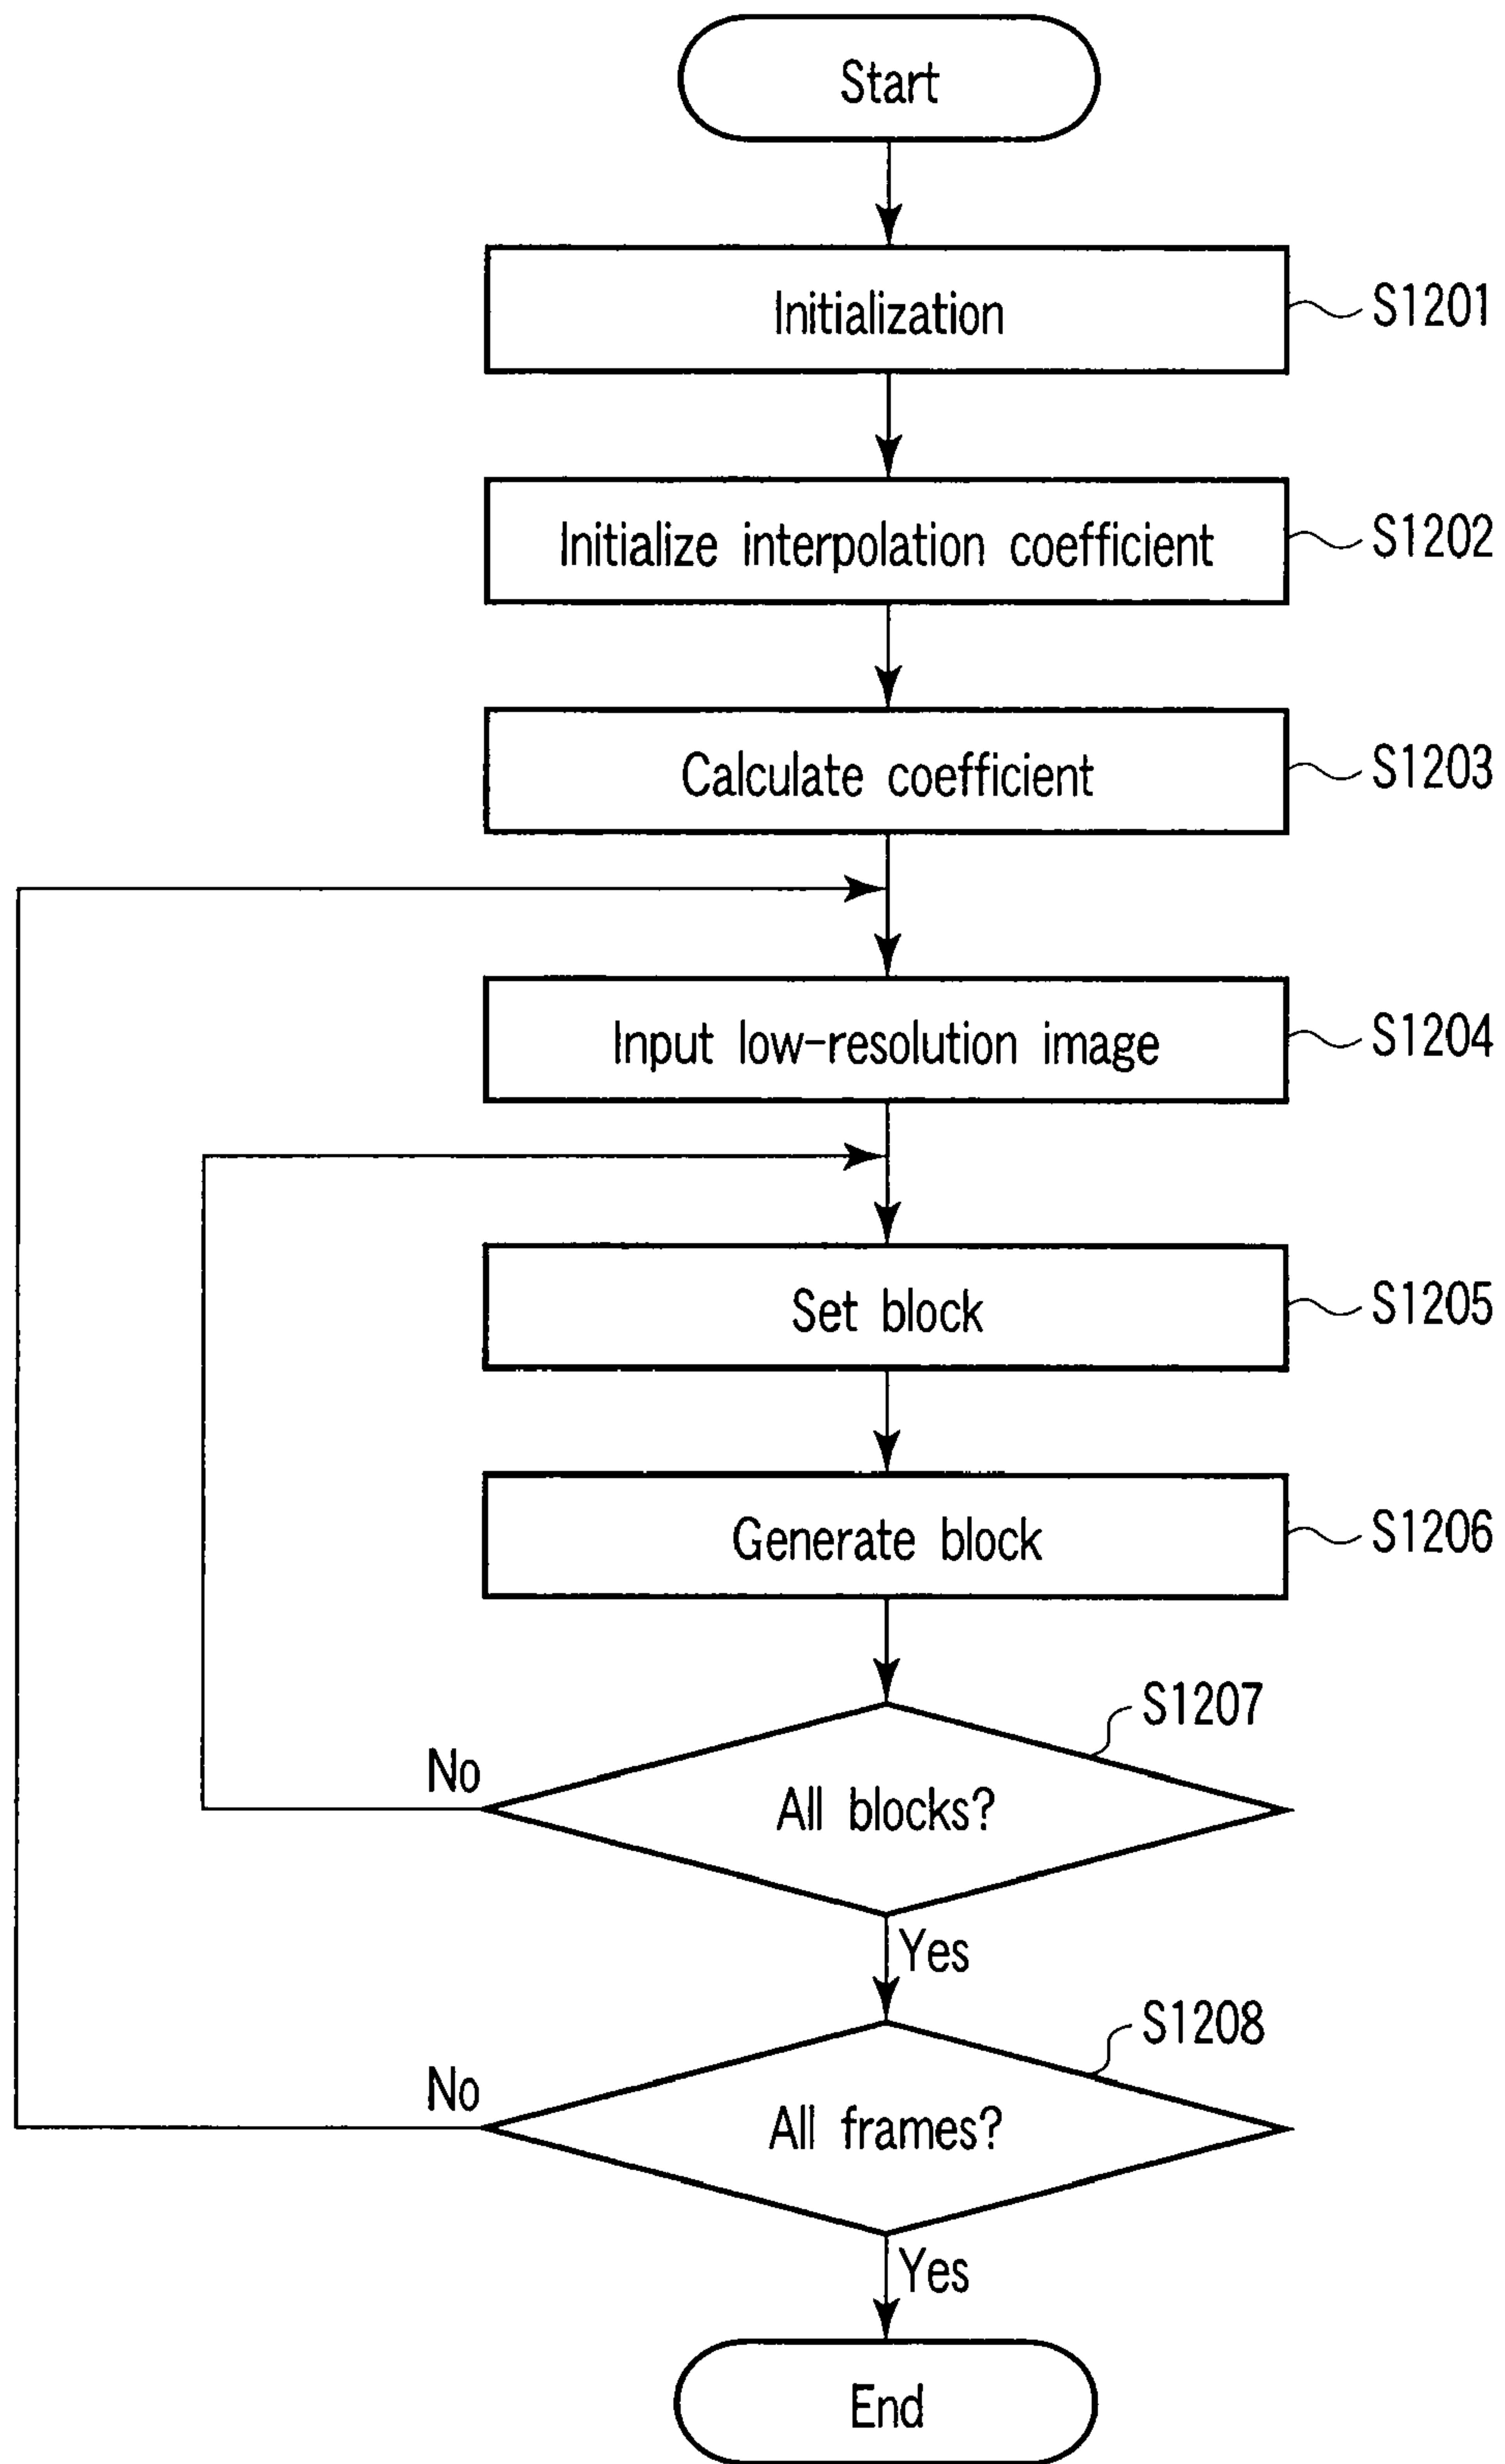 Start
Initialization
S1201
Initialize interpolation coefficient
S1202
Calculate coefficient
S1203
Input low-resolution image
S1204
Set block
S1205
Generate block
S1206
S1207
No
All blocks?
Yes
S1208
No
All frames?
Yes
End